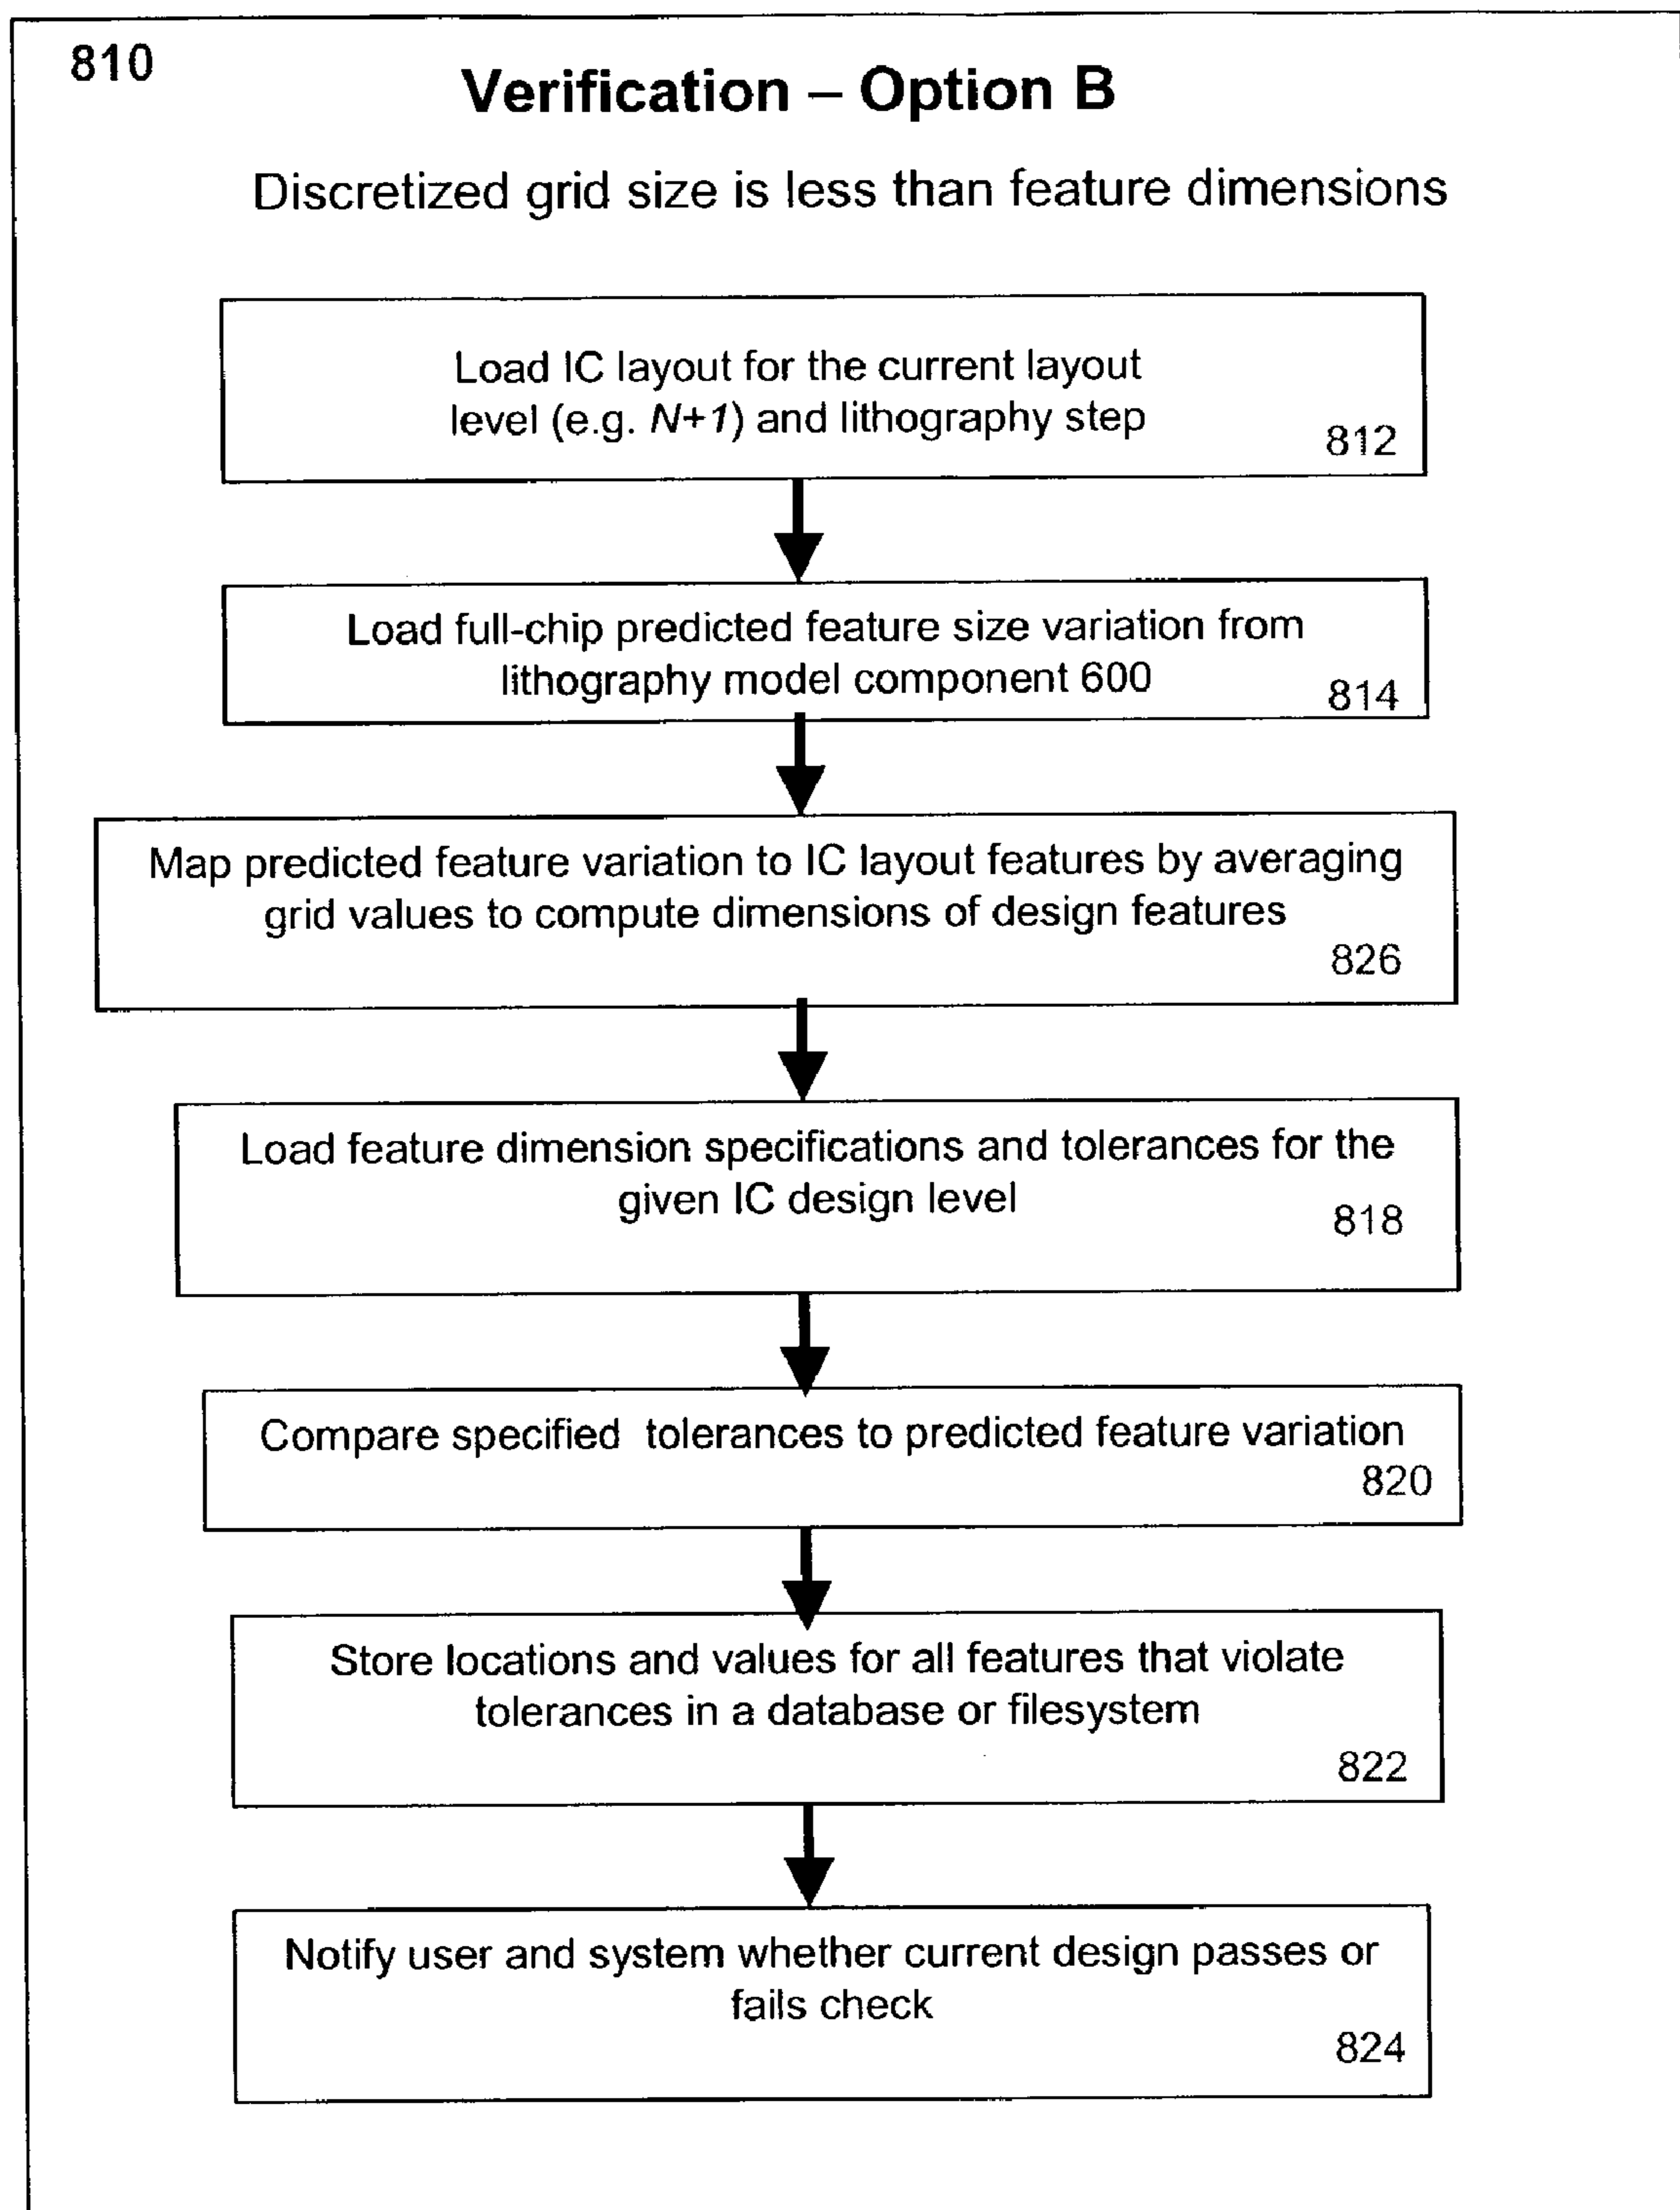 810
Verification – Option B
Discretized grid size is less than feature dimensions
Load IC layout for the current layout
level (e.g. N+1) and lithography step
812
Load full-chip predicted feature size variation from
lithography model component 600
814
Map predicted feature variation to IC layout features by averaging
grid values to compute dimensions of design features
826
Load feature dimension specifications and tolerances for the
given IC design level
818
Compare specified tolerances to predicted feature variation
820
Store locations and values for all features that violate
tolerances in a database or filesystem
822
Notify user and system whether current design passes or
fails check
824